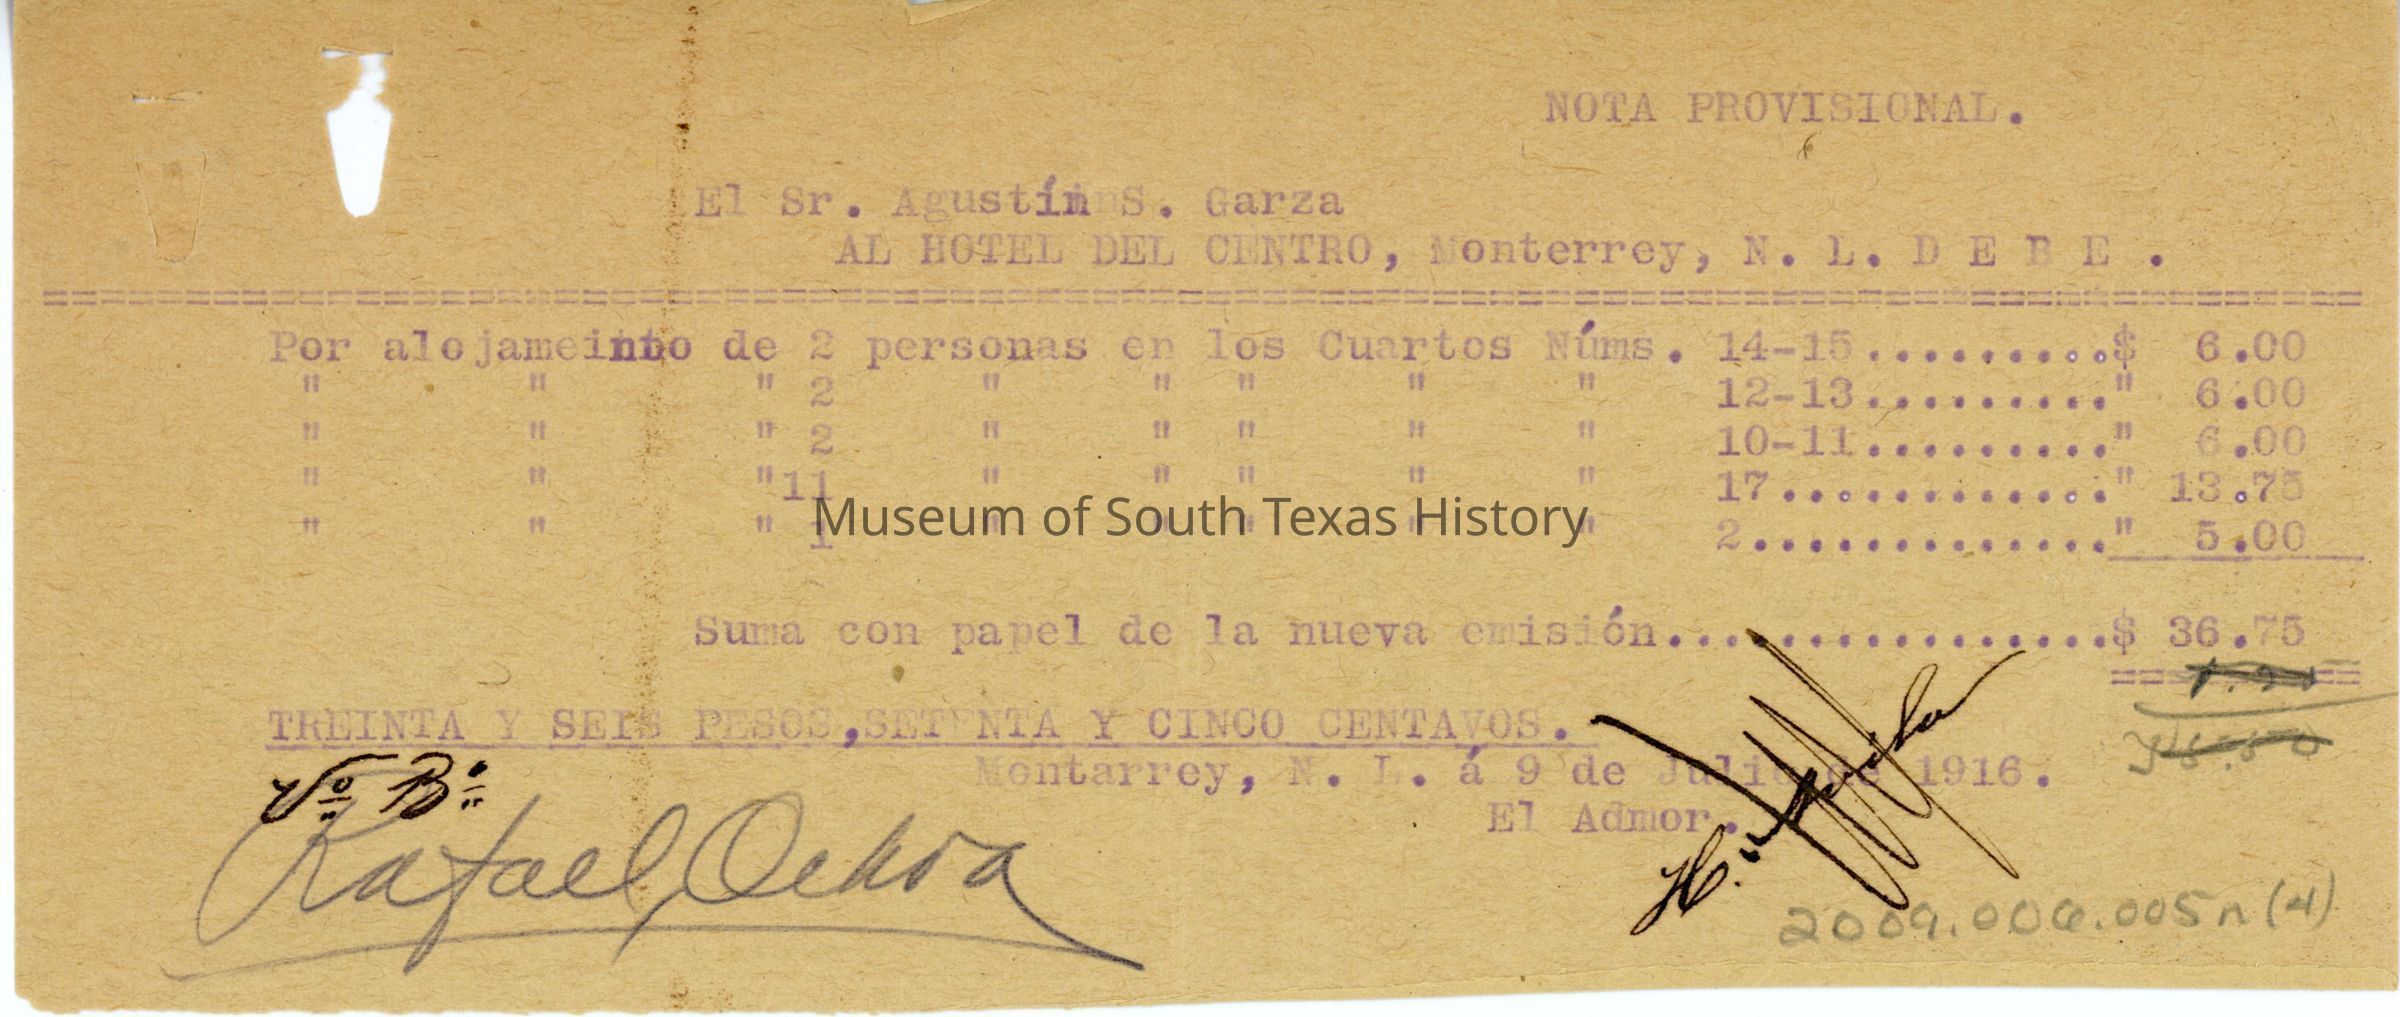 NOTA PROVISIONAL.
El Sr. Agustín S. Garza
AL HOTEL DEL CENTRO, Monterrey, N. L. D E B E .
Por alojameinto de 2 personas en los Cuartos Núms. 14-15.........$ 6.00
" " " 2 " " " " " 12-13........." 6.00
" " " 2 " " " " " 10-11........." 6.00
" " "11 " " " " " 17............" 13.75
" " " 1 " " " " " 2............." 5.00
Museum of South Texas History
Suma con papel de la nueva emisión................$ 36.75
TREINTA Y SEIS PESOS,SETENTA Y CINCO CENTAVOS.
Vo Bo
Montarrey, N. L. á 9 de Julio de 1916.
El Admor.
Rafael Ochoa
2009.006.005n(4)